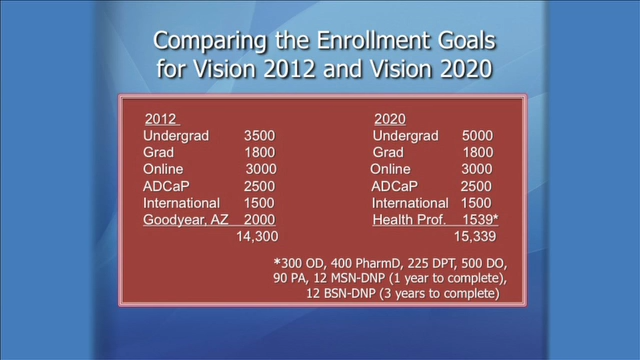 Comparing the Enrollment Goals
for Vision 2012 and Vision 2020
2012
Undergrad 3500
Grad 1800
Online 3000
ADCaP 2500
International 1500
Goodyear, AZ 2000
14,300
2020
Undergrad 5000
Grad 1800
Online 3000
ADCaP 2500
International 1500
Health Prof. 1539*
15,339
*300 OD, 400 PharmD, 225 DPT, 500 DO,
90 PA, 12 MSN-DNP (1 year to complete),
12 BSN-DNP (3 years to complete)